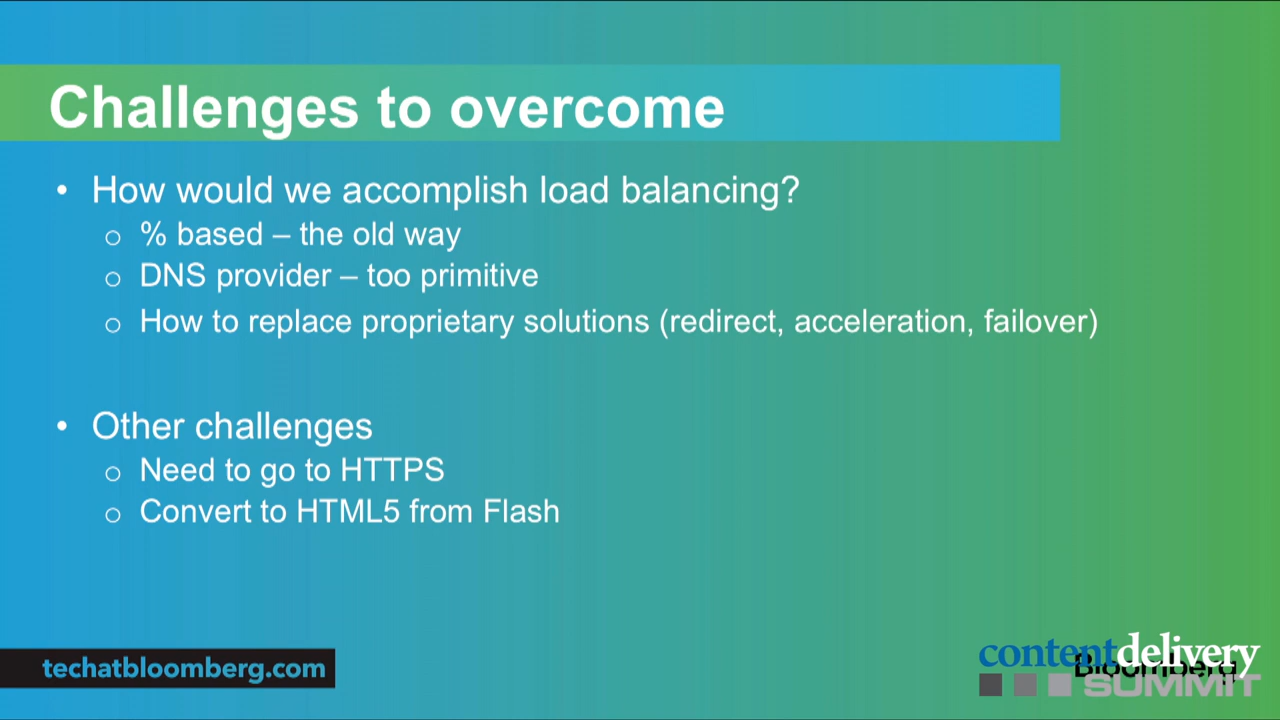 Challenges to overcome
• How would we accomplish load balancing?
o % based – the old way
o DNS provider – too primitive
o How to replace proprietary solutions (redirect, acceleration, failover)
• Other challenges
o Need to go to HTTPS
o Convert to HTML5 from Flash
techatbloomberg.com
contentdelivery
Bloomberg
SUMMIT